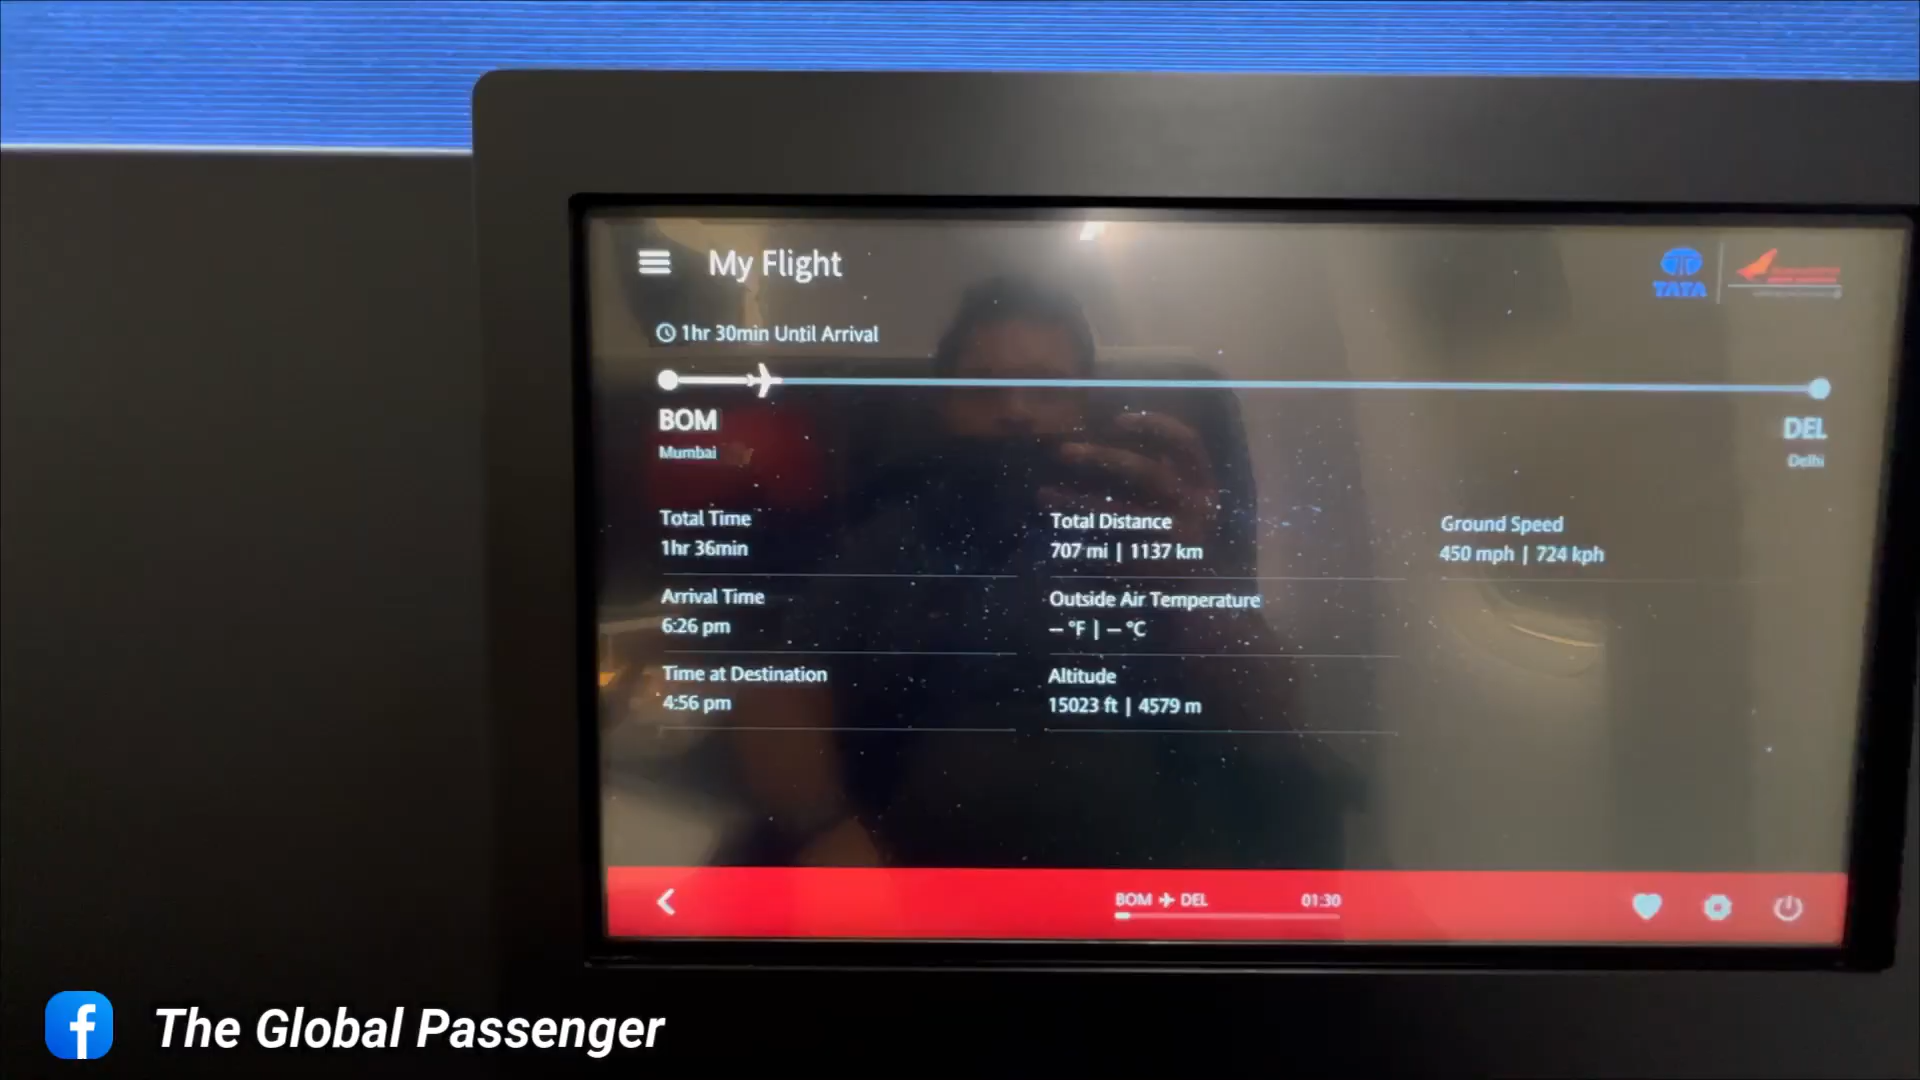 My Flight
TATA
1hr 30min Until Arrival
BOM
Mumbai
DEL
Delhi
Total Time
1hr 36min
Total Distance
707 mi | 1137 km
Ground Speed
450 mph | 724 kph
Arrival Time
6:26 pm
Outside Air Temperature
-- °F | -- °C
Time at Destination
4:56 pm
Altitude
15023 ft | 4579 m
BOM DEL 01:30
The Global Passenger